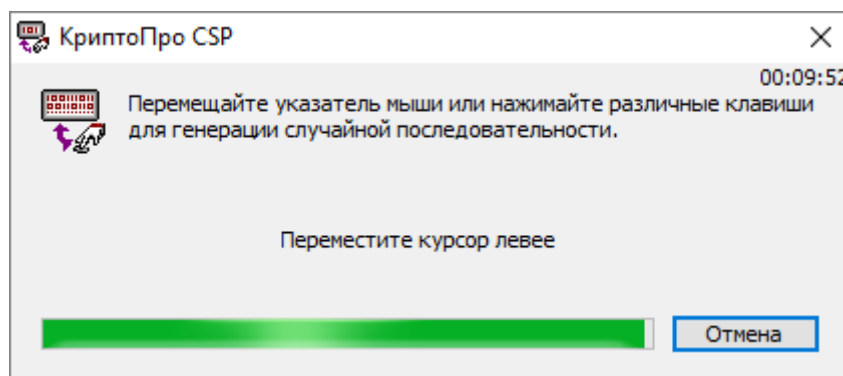 КриптоПро CSP
00:09:52
Перемещайте указатель мыши или нажимайте различные клавиши
для генерации случайной последовательности.
Переместите курсор левее
Отмена